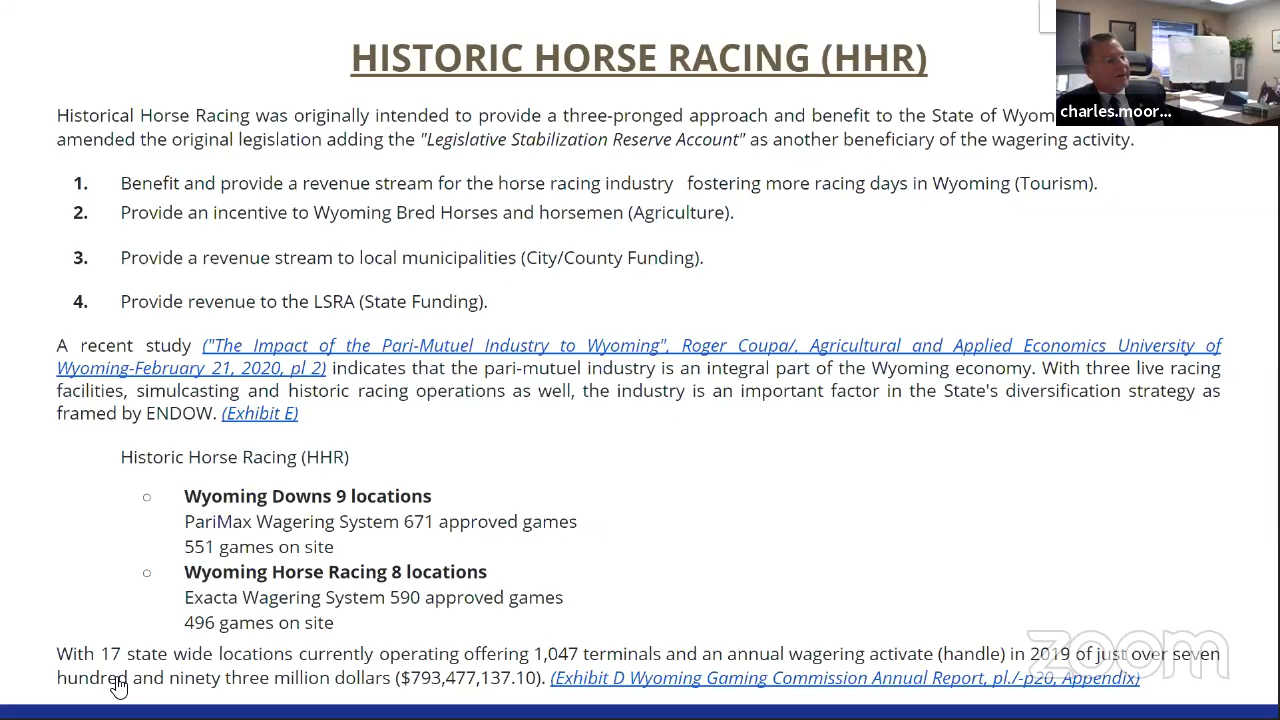 HISTORIC HORSE RACING (HHR)
charles.moor...
Historical Horse Racing was originally intended to provide a three-pronged approach and benefit to the State of
amended the original legislation adding the "Legislative Stabilization Reserve Account" as another beneficiary of the wagering activity.
1. Benefit and provide a revenue stream for the horse racing industry fostering more racing days in Wyoming (Tourism).
2. Provide an incentive to Wyoming Bred Horses and horsemen (Agriculture).
3. Provide a revenue stream to local municipalities (City/County Funding).
4. Provide revenue to the LSRA (State Funding).
A recent study ("The Impact of the Pari-Mutuel Industry to Wyoming", Roger Coupa/, Agricultural and Applied Economics University of
Wyoming-February 21, 2020, pl 2) indicates that the pari-mutuel industry is an integral part of the Wyoming economy. With three live racing
facilities, simulcasting and historic racing operations as well, the industry is an important factor in the State's diversification strategy as
framed by ENDOW. (Exhibit E)
Historic Horse Racing (HHR)
○ Wyoming Downs 9 locations
PariMax Wagering System 671 approved games
551 games on site
○ Wyoming Horse Racing 8 locations
Exacta Wagering System 590 approved games
496 games on site
With 17 state wide locations currently operating offering 1,047 terminals and an annual wagering activate (handle) in 2019 of just over seven
hundred and ninety three million dollars ($793,477,137.10). (Exhibit D Wyoming Gaming Commission Annual Report, pl./-p20, Appendix)
zoom